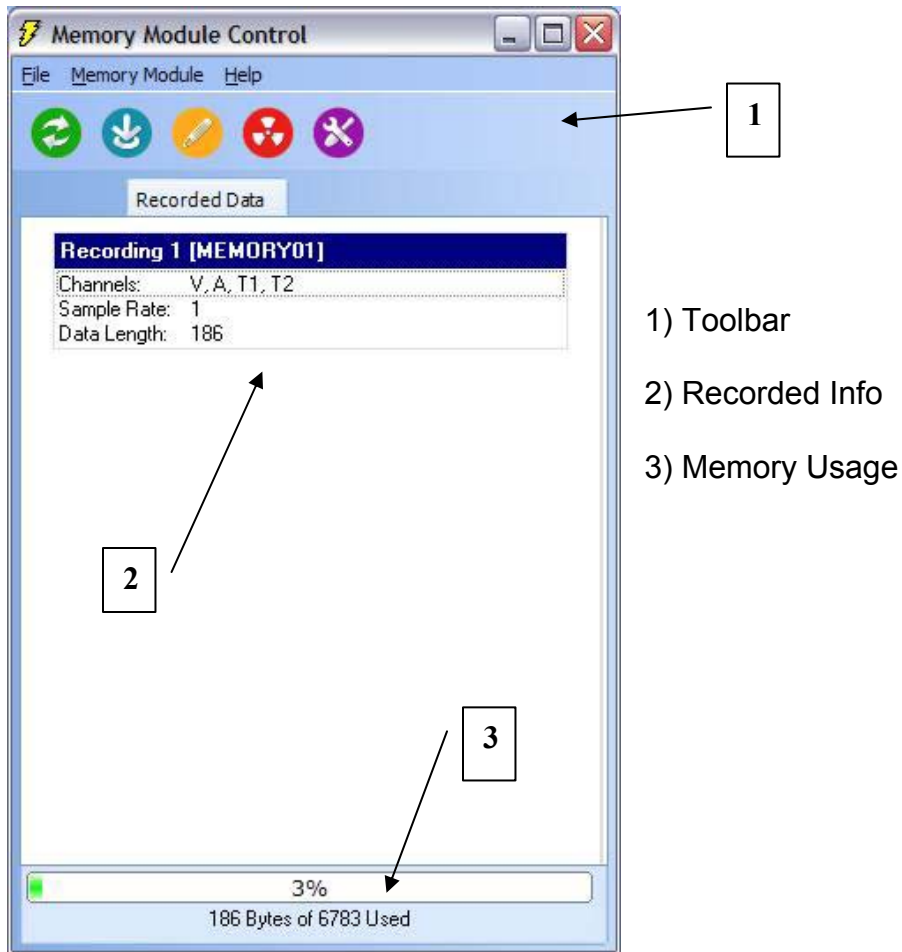 Memory Module Control
File Memory Module Help
1
Recorded Data
Recording 1 [MEMORY01]
Channels: V, A, T1, T2
Sample Rate: 1
Data Length: 186
1) Toolbar
2) Recorded Info
3) Memory Usage
2
3
3%
186 Bytes of 6783 Used